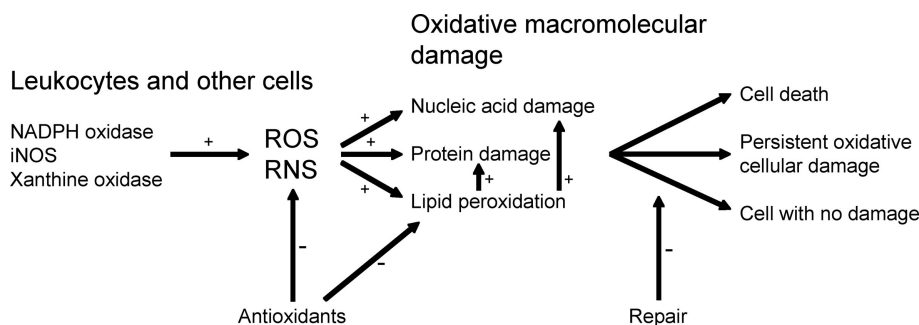 Oxidative macromolecular
damage
Leukocytes and other cells
NADPH oxidase
iNOS
Xanthine oxidase
+
ROS
RNS
+
+
+
Nucleic acid damage
Protein damage
+
+
Lipid peroxidation
Cell death
Persistent oxidative
cellular damage
Cell with no damage
-
-
-
Antioxidants
Repair